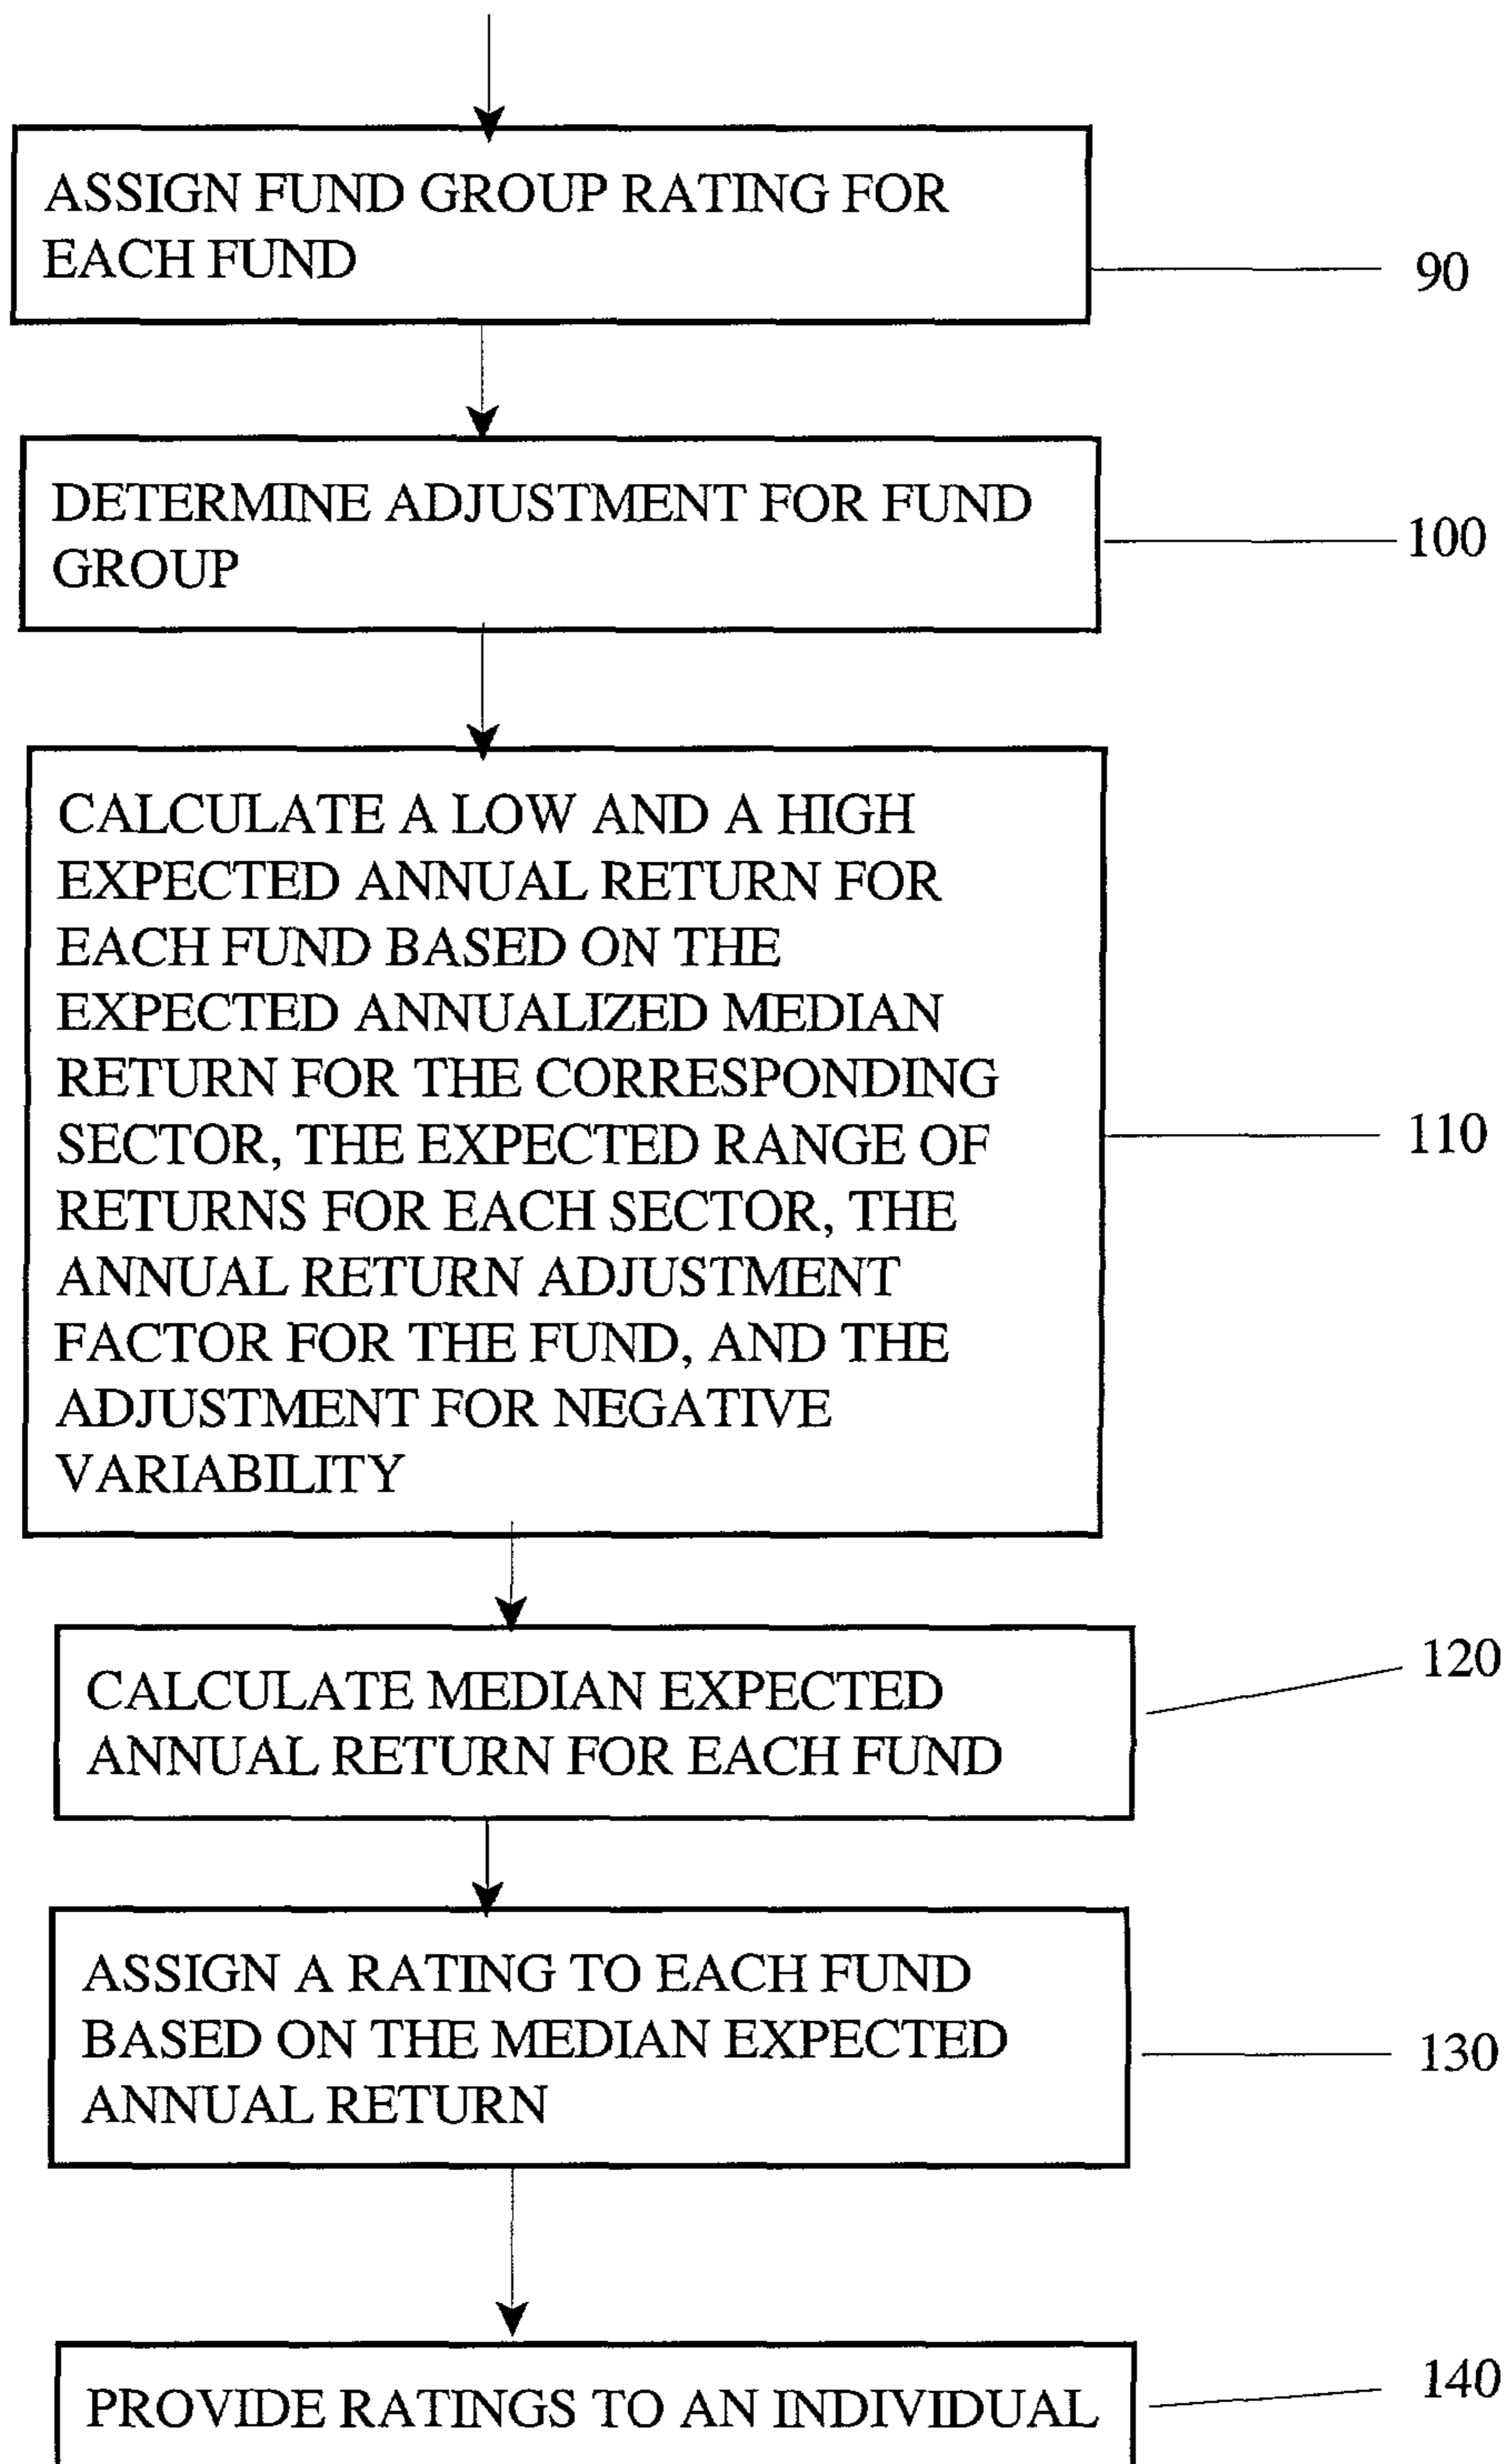 ASSIGN FUND GROUP RATING FOR
EACH FUND
90
DETERMINE ADJUSTMENT FOR FUND
GROUP
100
CALCULATE A LOW AND A HIGH
EXPECTED ANNUAL RETURN FOR
EACH FUND BASED ON THE
EXPECTED ANNUALIZED MEDIAN
RETURN FOR THE CORRESPONDING
SECTOR, THE EXPECTED RANGE OF
RETURNS FOR EACH SECTOR, THE
ANNUAL RETURN ADJUSTMENT
FACTOR FOR THE FUND, AND THE
ADJUSTMENT FOR NEGATIVE
VARIABILITY
110
CALCULATE MEDIAN EXPECTED
ANNUAL RETURN FOR EACH FUND
120
ASSIGN A RATING TO EACH FUND
BASED ON THE MEDIAN EXPECTED
ANNUAL RETURN
130
PROVIDE RATINGS TO AN INDIVIDUAL
140